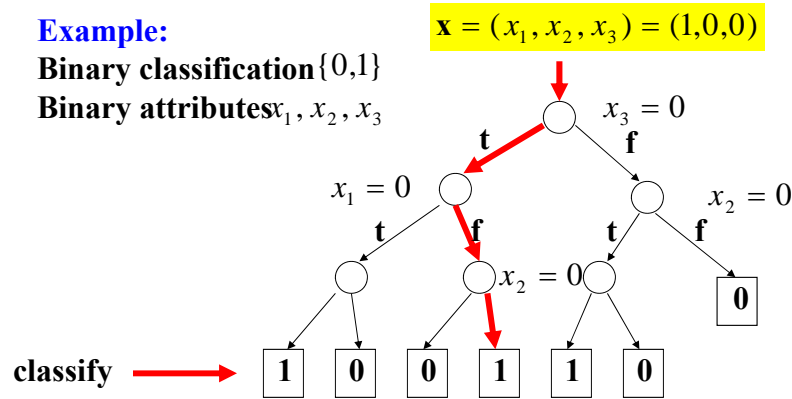 Example:
x = (x₁, x₂, x₃) = (1,0,0)
Binary classification {0,1}
Binary attributes x₁, x₂, x₃
x₃ = 0
t
f
x₁ = 0
x₂ = 0
t
f
t
f
x₂ = 0
0
classify
1 0 0 1 1 0